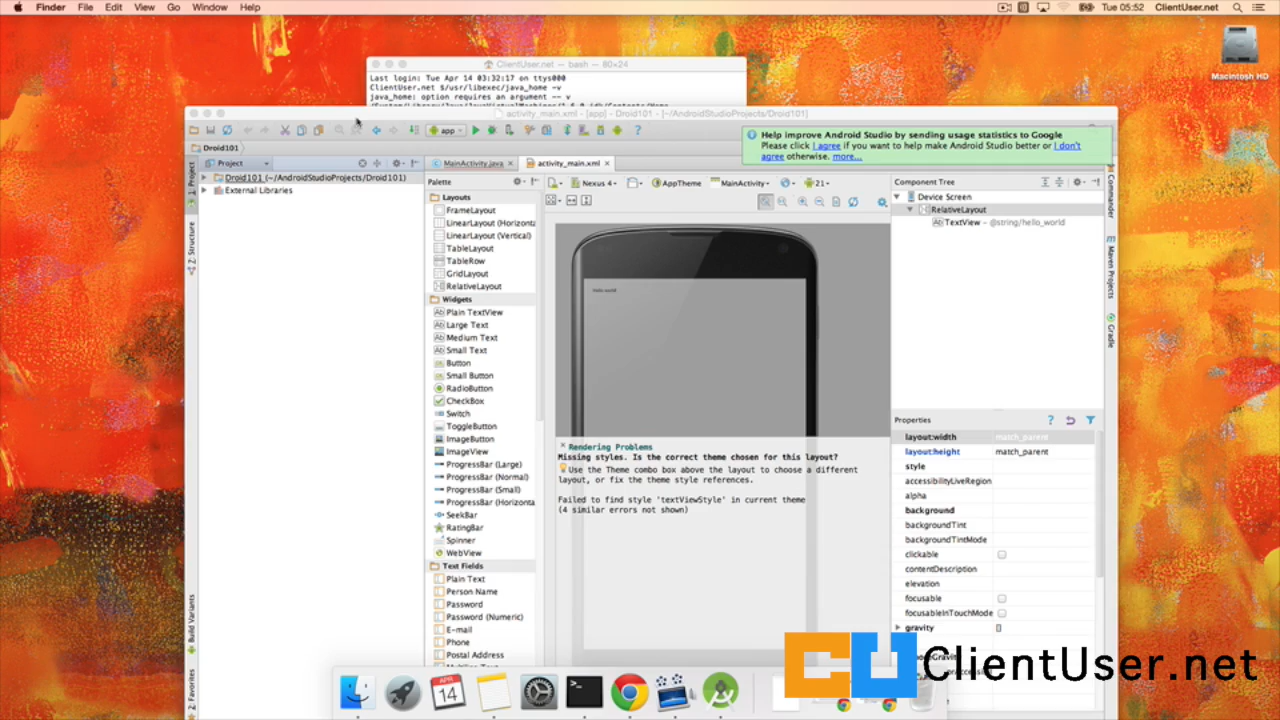 Finder File Edit View Go Window Help
Tue 05:52 ClientUser.net
Macintosh HD
ClientUser.net — bash — 80×24
Last login: Tue Apr 14 03:32:17 on ttys000
ClientUser.net $/usr/libexec/java_home -v
java_home: option requires an argument -- v
activity_main.xml - [app] - Droid101 - [~/AndroidStudioProjects/Droid101]
app
Help improve Android Studio by sending usage statistics to Google
Please click I agree if you want to help make Android Studio better or I don't
agree otherwise. more...
Droid101
Project
MainActivity.java
activity_main.xml
1: Project
Z: Structure
Build Variants
Favorites
Droid101 (~/AndroidStudioProjects/Droid101)
External Libraries
Palette
Layouts
FrameLayout
LinearLayout (Horizonta
LinearLayout (Vertical)
TableLayout
TableRow
GridLayout
RelativeLayout
Widgets
Plain TextView
Large Text
Medium Text
Small Text
Button
Small Button
RadioButton
CheckBox
Switch
ToggleButton
ImageButton
ImageView
ProgressBar (Large)
ProgressBar (Normal)
ProgressBar (Small)
ProgressBar (Horizonta
SeekBar
RatingBar
Spinner
WebView
Text Fields
Plain Text
Person Name
Password
Password (Numeric)
E-mail
Phone
Postal Address
Nexus 4
AppTheme
MainActivity
21
Hello world!
Rendering Problems
Missing styles. Is the correct theme chosen for this layout?
Use the Theme combo box above the layout to choose a different
layout, or fix the theme style references.
Failed to find style 'textViewStyle' in current theme
(4 similar errors not shown)
Component Tree
Device Screen
RelativeLayout
TextView - @string/hello_world
Commander
Maven Projects
Gradle
Properties
layout:width match_parent
layout:height match_parent
style
accessibilityLiveRegion
alpha
background
backgroundTint
backgroundTintMode
clickable
contentDescription
elevation
focusable
focusableInTouchMode
gravity []
APR
14
CU ClientUser.net